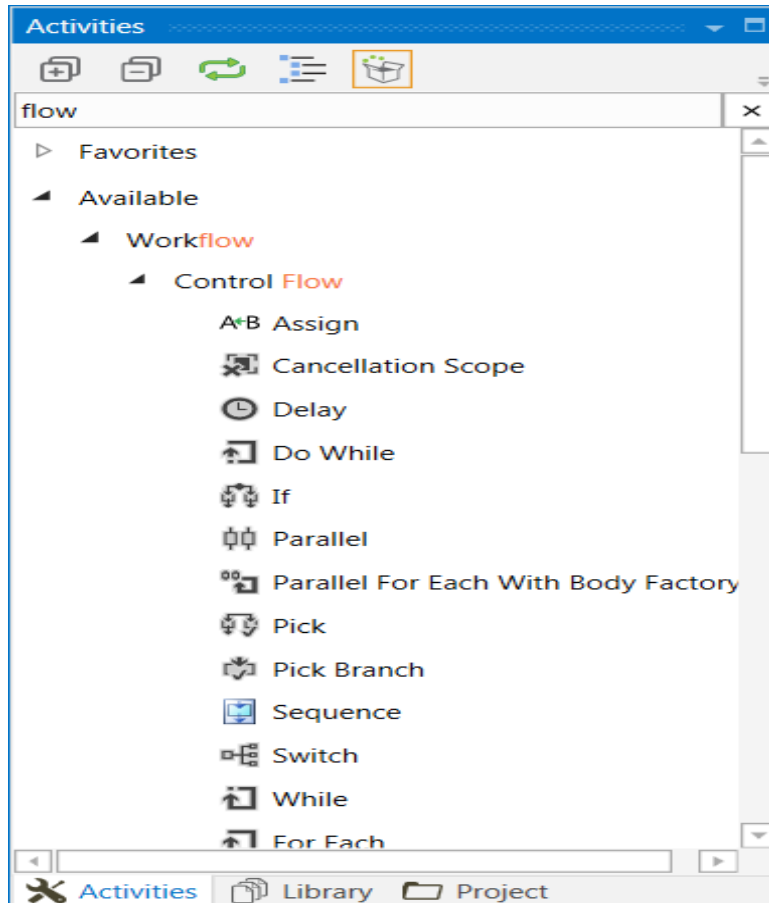 Activities
flow
Favorites
Available
Workflow
Control Flow
A B Assign
Cancellation Scope
Delay
Do While
If
Parallel
Parallel For Each With Body Factory
Pick
Pick Branch
Sequence
Switch
While
For Each
Activities Library Project